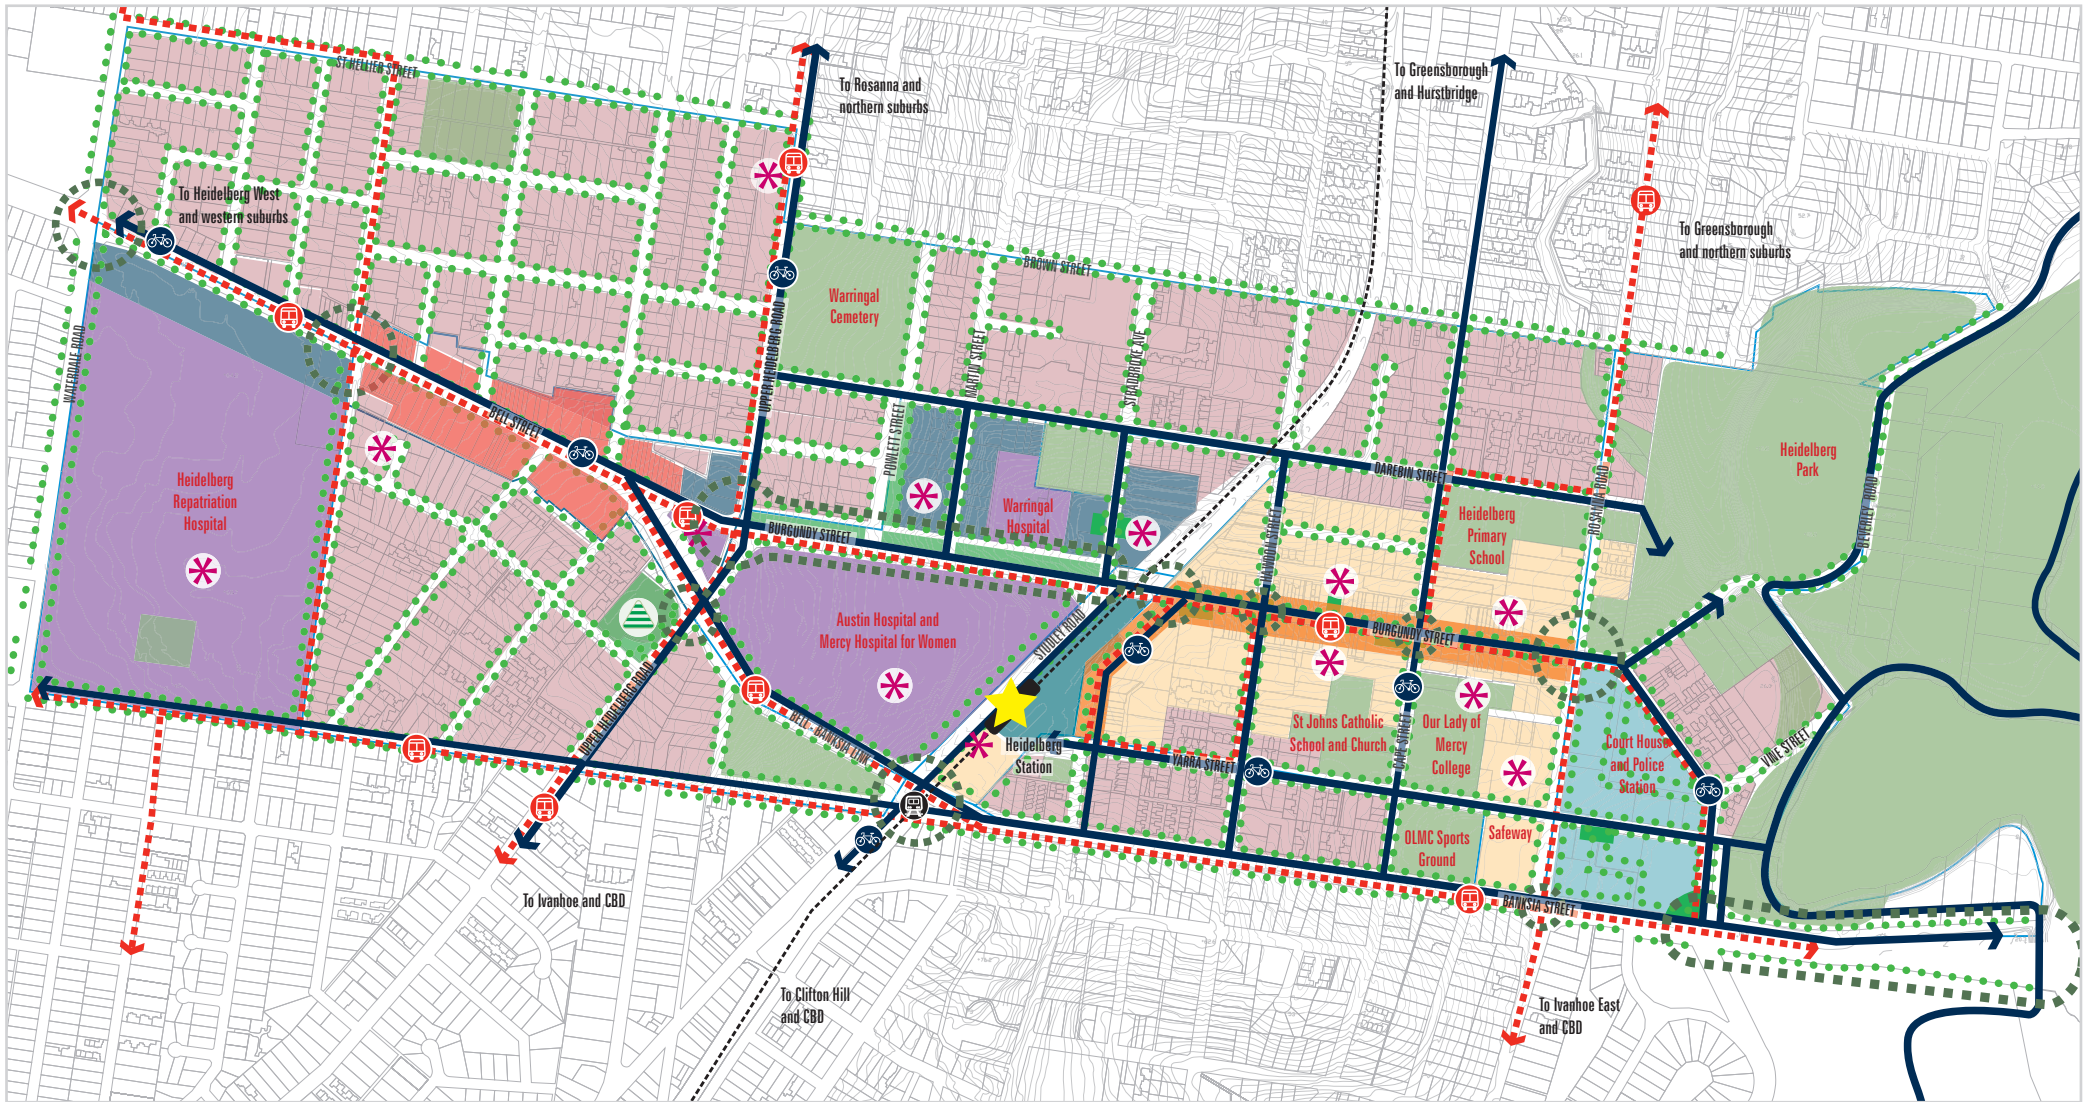 ST HELLIER STREET
To Rosanna and
northern suburbs
To Greensborough
and Hurstbridge
To Heidelberg West
and western suburbs
To Greensborough
and northern suburbs
BROWN STREET
Warringal
Cemetery
UPPER HEIDELBERG ROAD
MARTIN STREET
STRADBROKE AVE
WATERDALE ROAD
BELL STREET
POWLETT STREET
DAREBIN STREET
Heidelberg
Park
Heidelberg
Repatriation
Hospital
Warringal
Hospital
Heidelberg
Primary
School
ROSANNA ROAD
BEVERLEY ROAD
HAWDON STREET
BURGUNDY STREET
Austin Hospital and
Mercy Hospital for Women
STUDLEY ROAD
BURGUNDY STREET
UPPER HEIDELBERG ROAD
BELL - BANKSIA LINK
Heidelberg
Station
YARRA STREET
St Johns Catholic
School and Church
CAPE STREET
Our Lady of
Mercy
College
Court House
and Police
Station
VINE STREET
OLMC Sports
Ground
Safeway
BANKSIA STREET
To Ivanhoe and CBD
To Clifton Hill
and CBD
To Ivanhoe East
and CBD